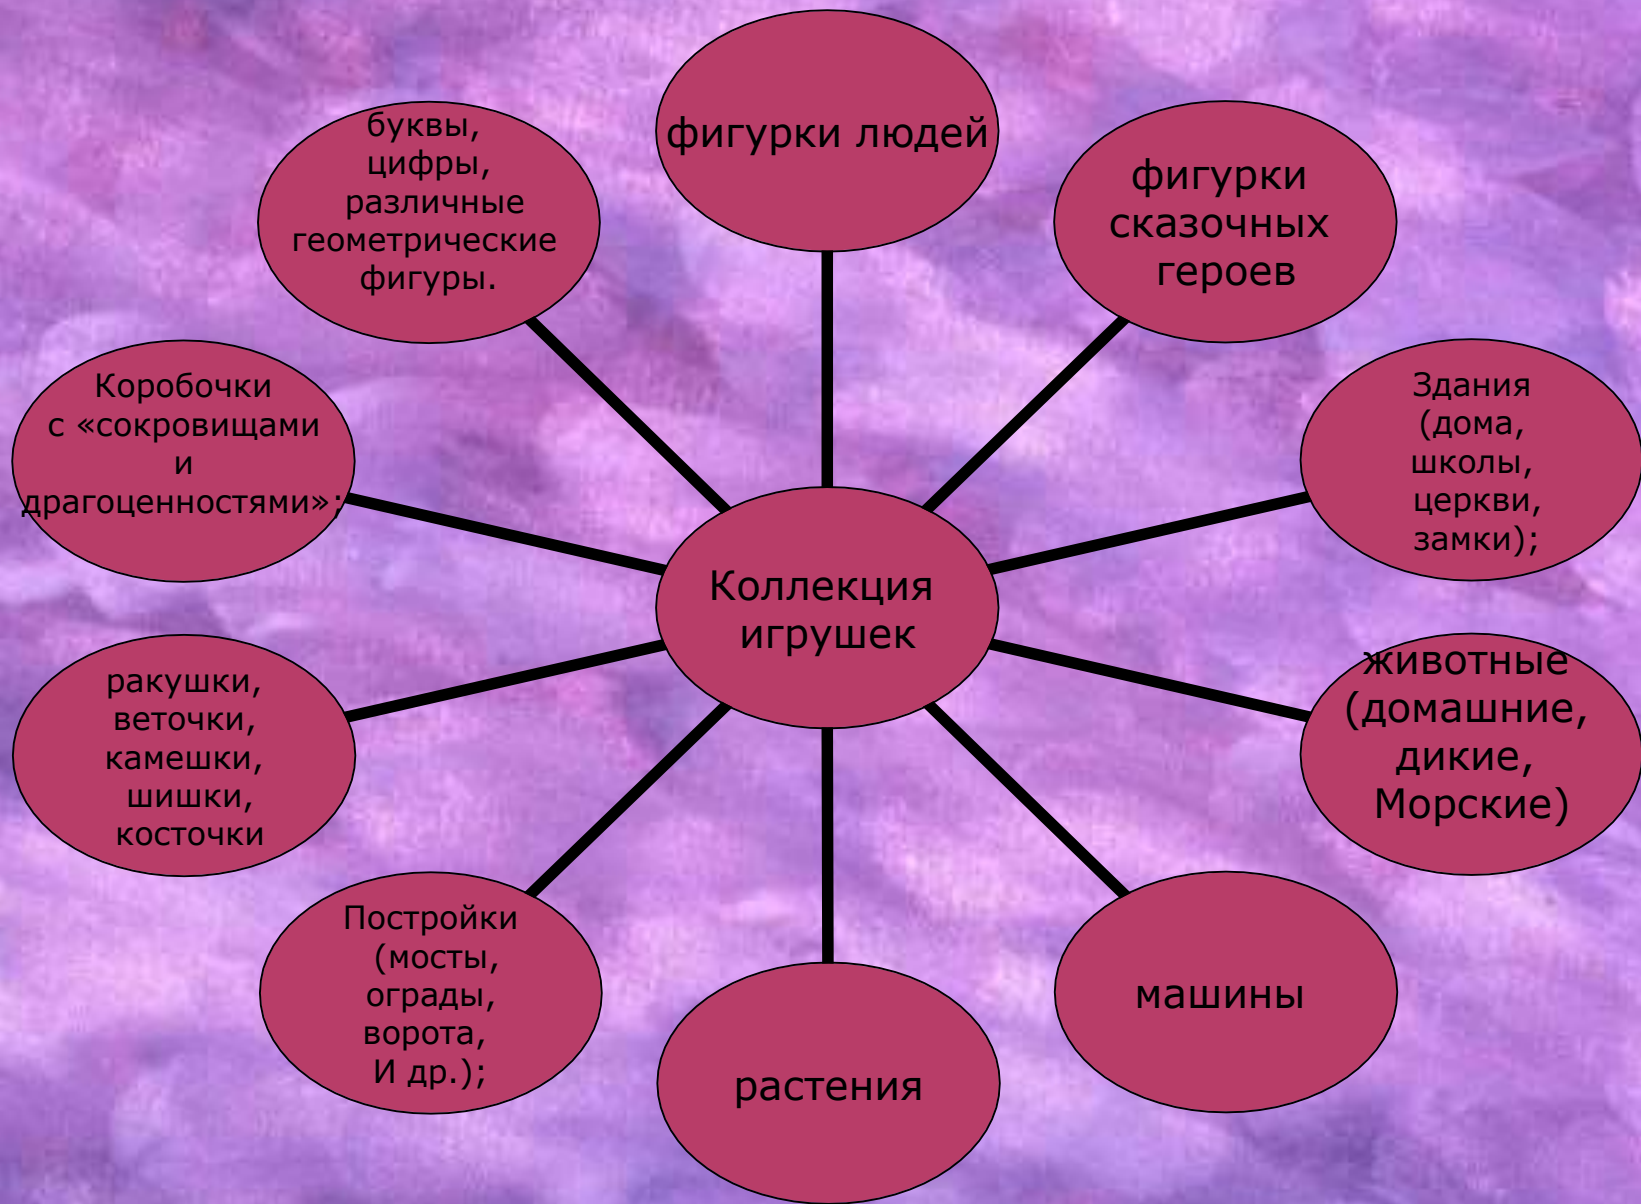 фигурки людей
фигурки
сказочных
героев
Здания
(дома,
школы,
церкви,
замки);
животные
(домашние,
дикие,
Морские)
машины
растения
Постройки
(мосты,
ограды,
ворота,
И др.);
ракушки,
веточки,
камешки,
шишки,
косточки
Коробочки
с «сокровищами
и
драгоценностями»;
буквы,
цифры,
различные
геометрические
фигуры.
Коллекция
игрушек